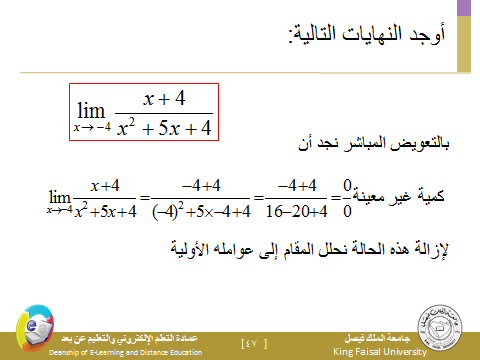 أوجد النهايات التالية:
lim x→-4 (x + 4)/(x² + 5x + 4)
بالتعويض المباشر نجد أن
lim x→-4 (x+4)/(x²+5x+4) = (-4+4)/((-4)²+5×-4+4) = (-4+4)/(16-20+4) = 0/0 كمية غير معينة
لإزالة هذه الحالة نحلل المقام إلى عوامله الأولية
عمادة التعلم الإلكتروني والتعليم عن بعد
Deanship of E-Learning and Distance Education
[ ٤٧ ]
جامعة الملك فيصل
King Faisal University